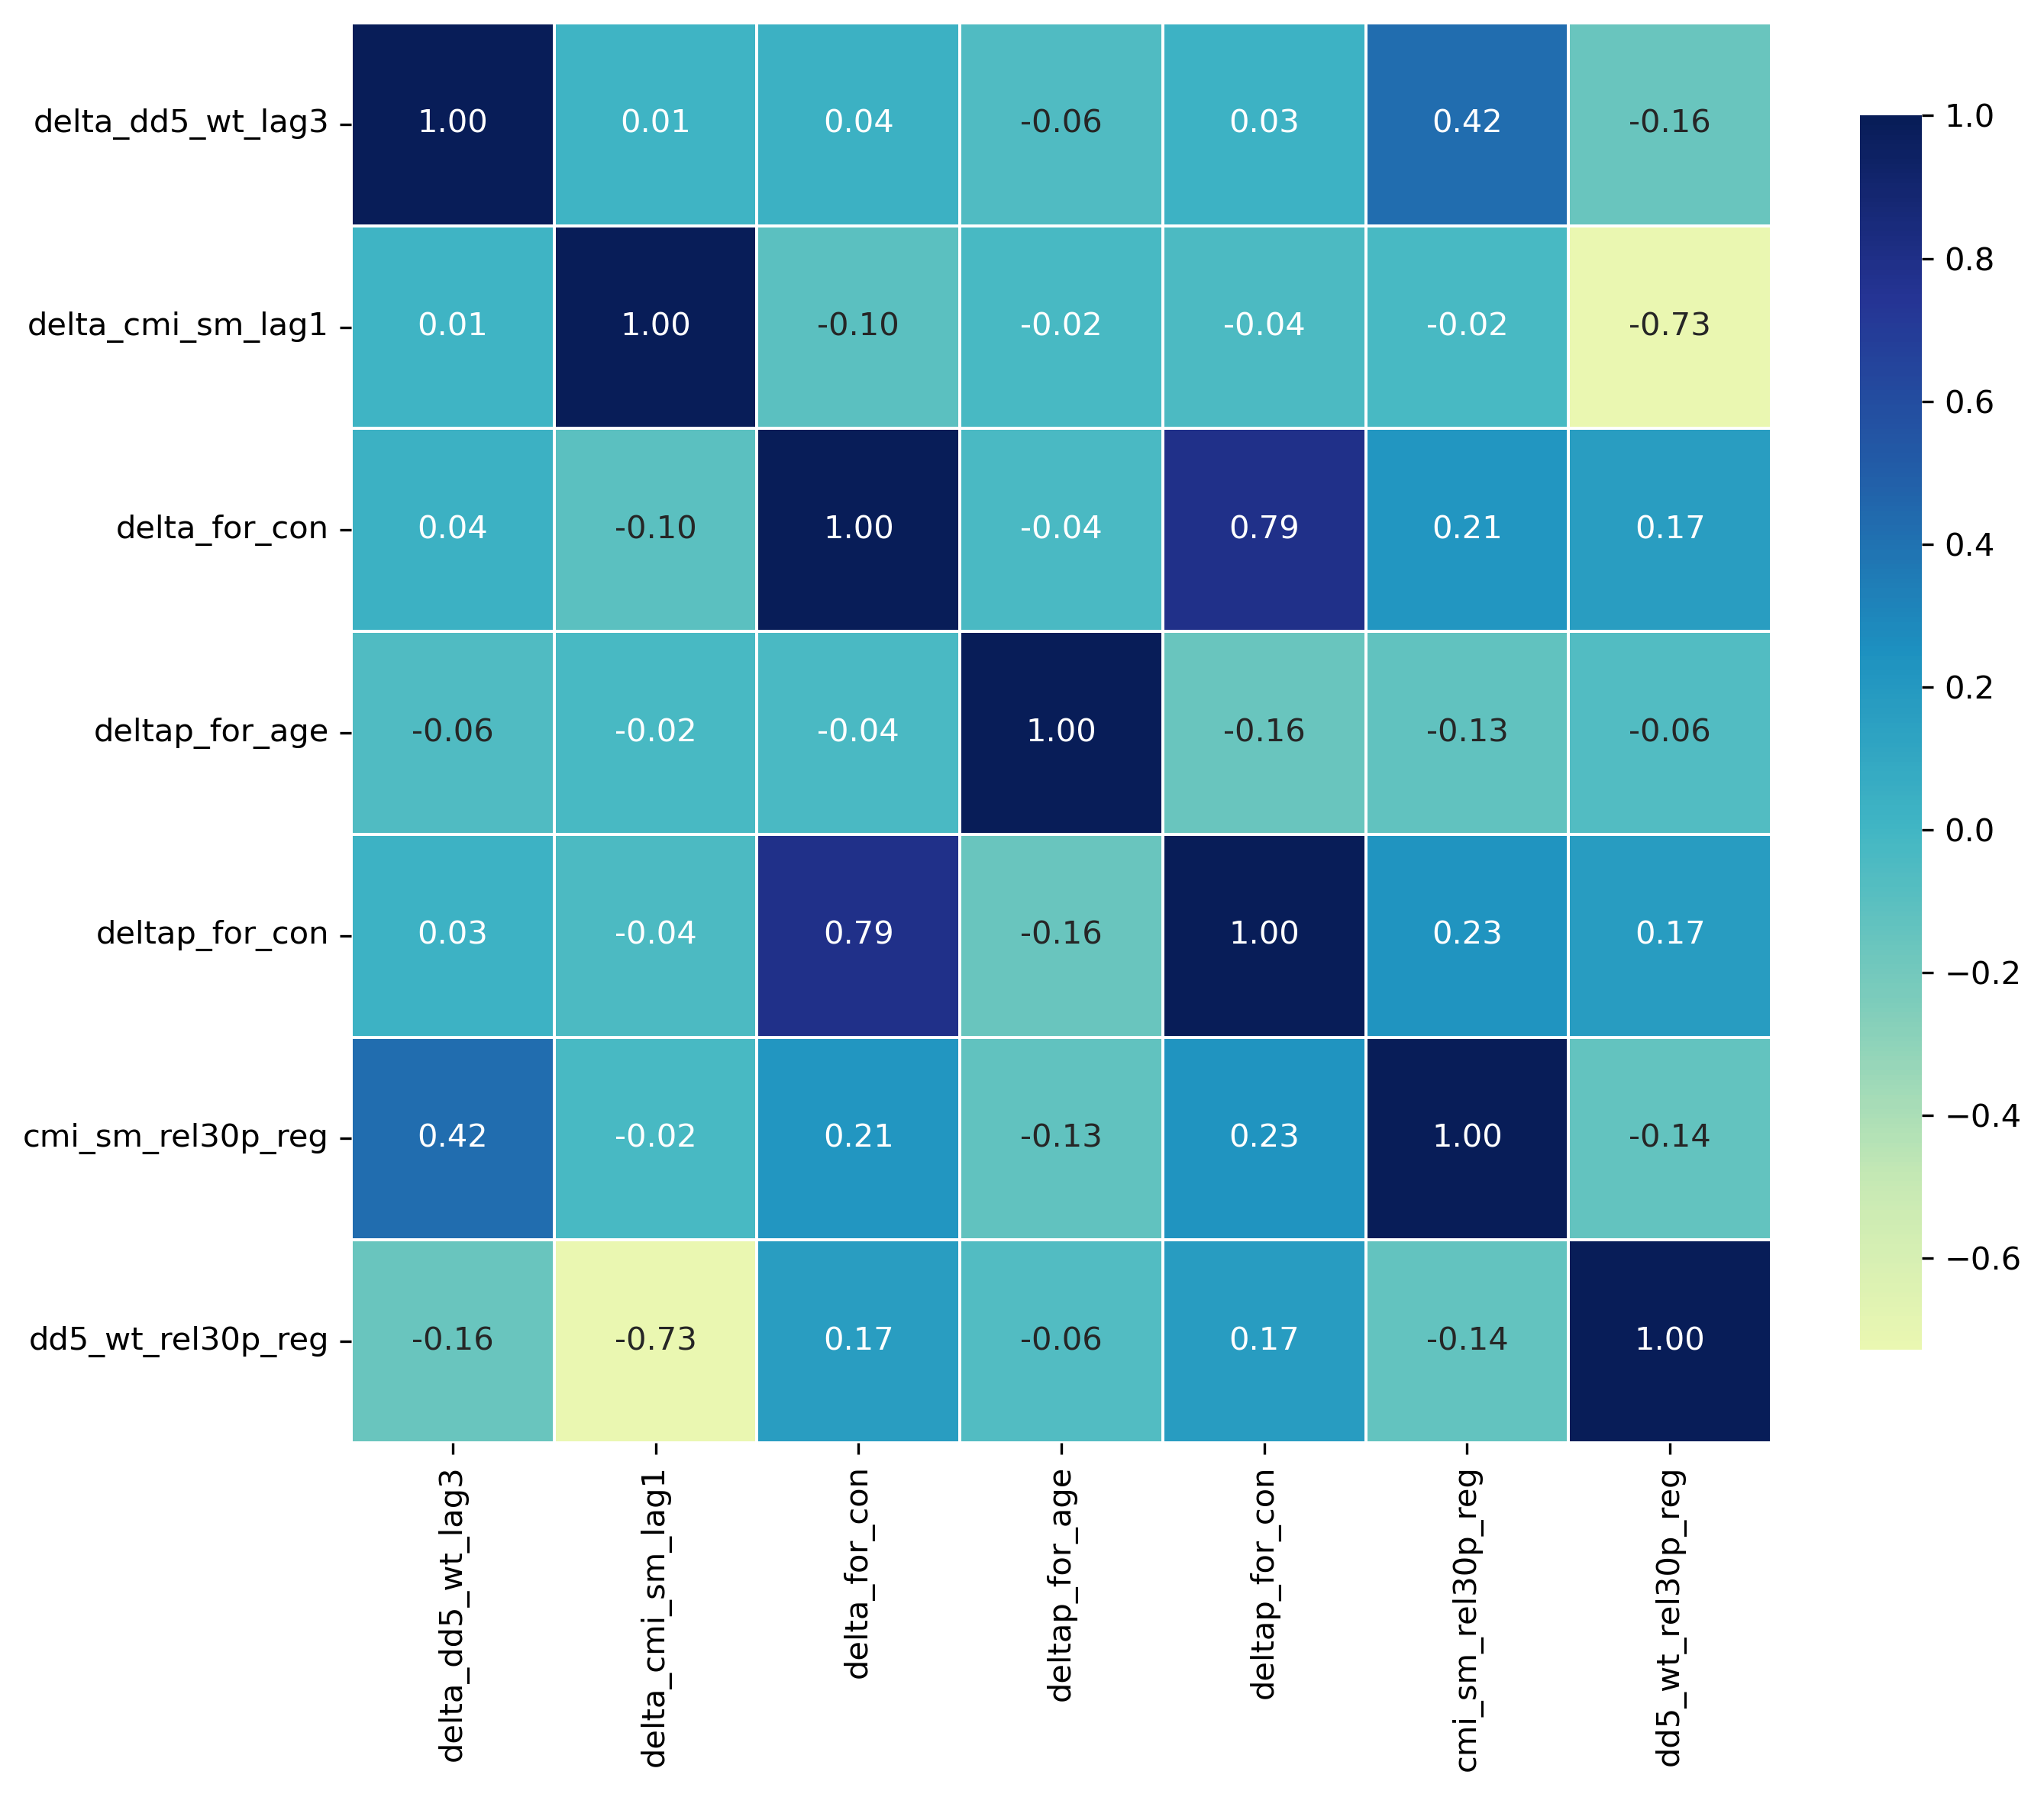 delta_dd5_wt_lag3 1.00 0.01 0.04 -0.06 0.03 0.42 -0.16
delta_cmi_sm_lag1 0.01 1.00 -0.10 -0.02 -0.04 -0.02 -0.73
delta_for_con 0.04 -0.10 1.00 -0.04 0.79 0.21 0.17
deltap_for_age -0.06 -0.02 -0.04 1.00 -0.16 -0.13 -0.06
deltap_for_con 0.03 -0.04 0.79 -0.16 1.00 0.23 0.17
cmi_sm_rel30p_reg 0.42 -0.02 0.21 -0.13 0.23 1.00 -0.14
dd5_wt_rel30p_reg -0.16 -0.73 0.17 -0.06 0.17 -0.14 1.00
delta_dd5_wt_lag3
delta_cmi_sm_lag1
delta_for_con
deltap_for_age
deltap_for_con
cmi_sm_rel30p_reg
dd5_wt_rel30p_reg
1.0
0.8
0.6
0.4
0.2
0.0
−0.2
−0.4
−0.6